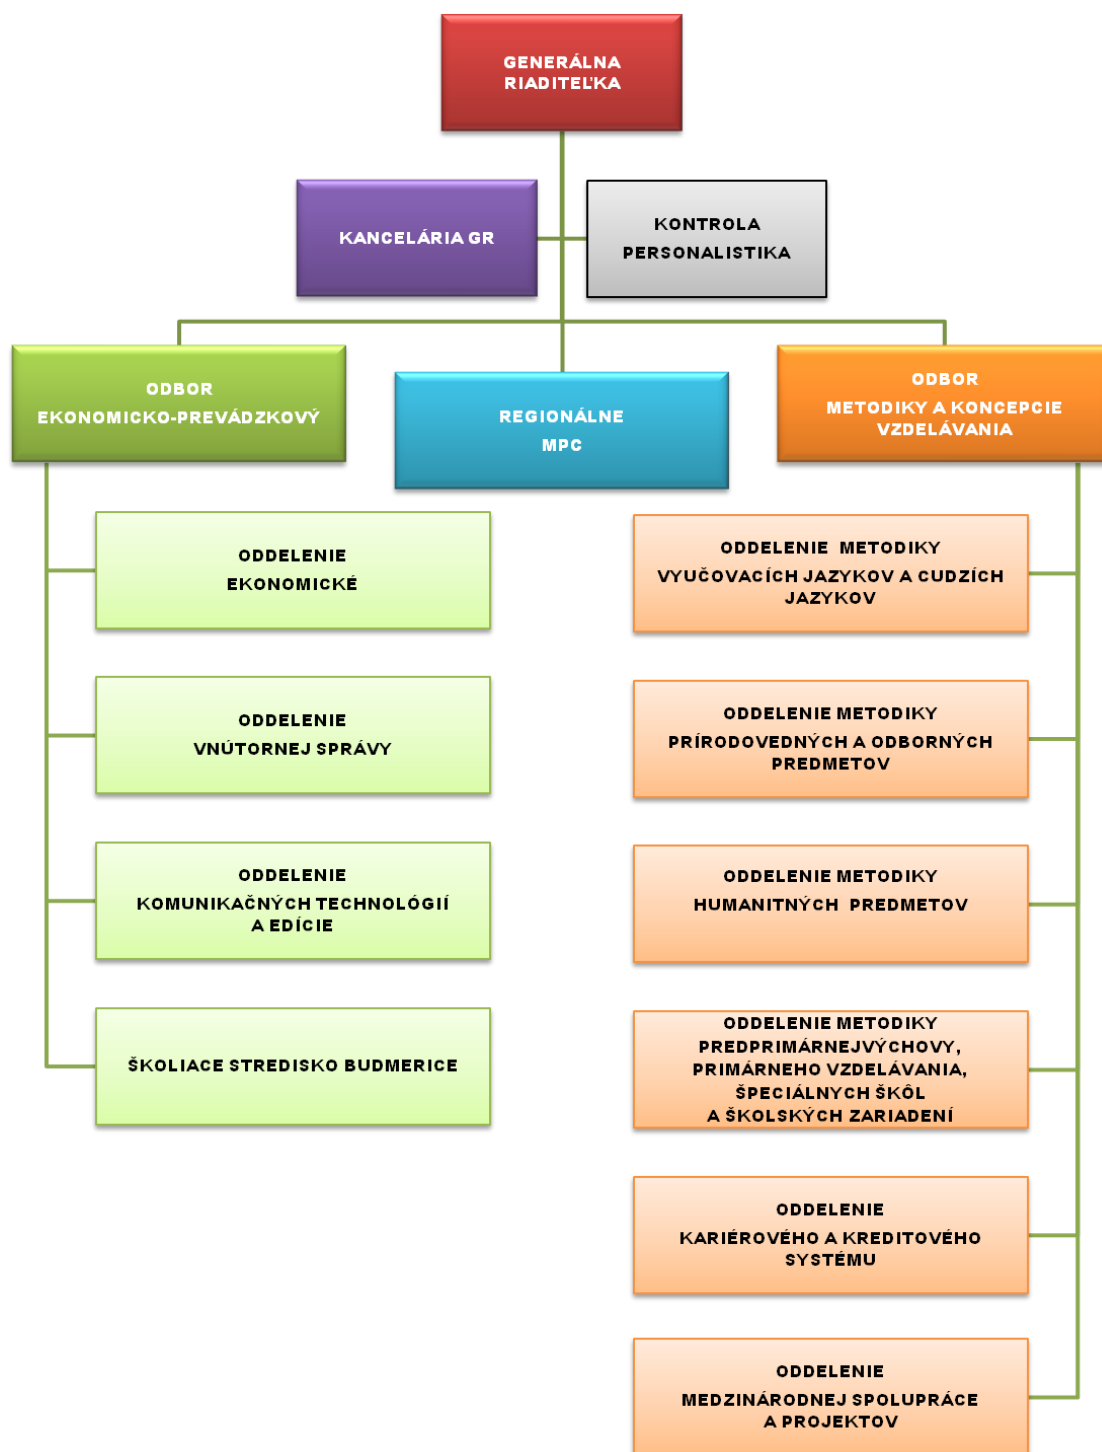 GENERÁLNA
RIADITEĽKA
KANCELÁRIA GR
KONTROLA
PERSONALISTIKA
ODBOR
EKONOMICKO-PREVÁDZKOVÝ
REGIONÁLNE
MPC
ODBOR
METODIKY A KONCEPCIE
VZDELÁVANIA
ODDELENIE
EKONOMICKÉ
ODDELENIE
VNÚTORNEJ SPRÁVY
ODDELENIE
KOMUNIKAČNÝCH TECHNOLÓGIÍ
A EDÍCIE
ŠKOLIACE STREDISKO BUDMERICE
ODDELENIE METODIKY
VYUČOVACÍCH JAZYKOV A CUDZÍCH
JAZYKOV
ODDELENIE METODIKY
PRÍRODOVEDNÝCH A ODBORNÝCH
PREDMETOV
ODDELENIE METODIKY
HUMANITNÝCH PREDMETOV
ODDELENIE METODIKY
PREDPRIMÁRNEJVÝCHOVY,
PRIMÁRNEHO VZDELÁVANIA,
ŠPECIÁLNYCH ŠKÔL
A ŠKOLSKÝCH ZARIADENÍ
ODDELENIE
KARIÉROVÉHO A KREDITOVÉHO
SYSTÉMU
ODDELENIE
MEDZINÁRODNEJ SPOLUPRÁCE
A PROJEKTOV